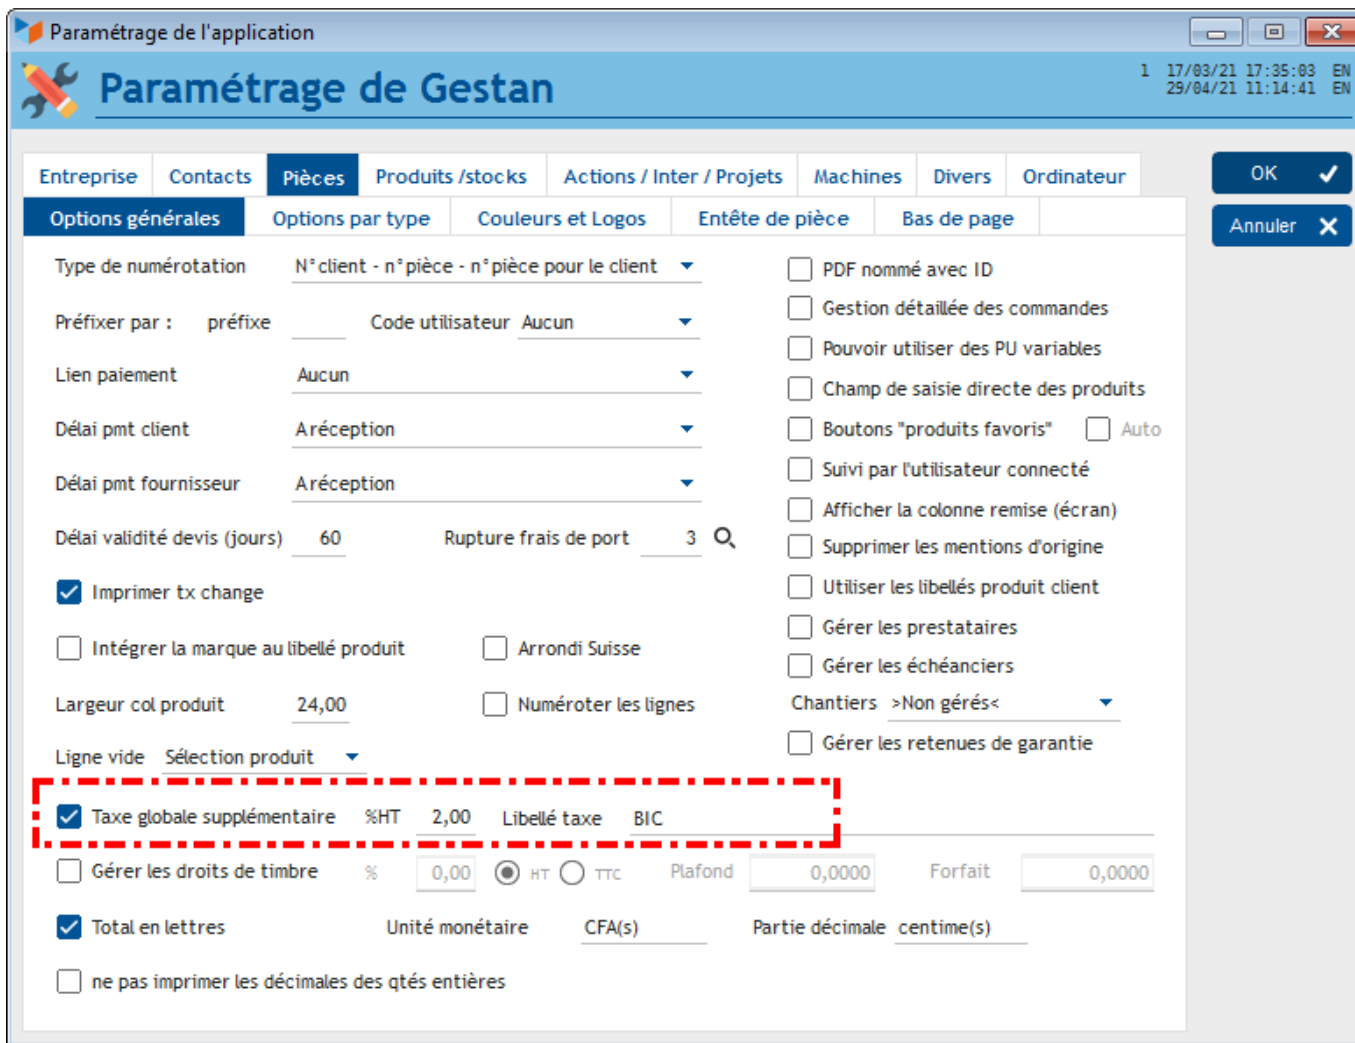 Paramétrage de l'application
Paramétrage de Gestan
1 17/03/21 17:35:03 EN
29/04/21 11:14:41 EN
Entreprise Contacts Pièces Produits /stocks Actions / Inter / Projets Machines Divers Ordinateur
OK
Options générales Options par type Couleurs et Logos Entête de pièce Bas de page
Annuler
Type de numérotation N°client - n°pièce - n°pièce pour le client
PDF nommé avec ID
Gestion détaillée des commandes
Préfixer par : préfixe Code utilisateur Aucun
Pouvoir utiliser des PU variables
Lien paiement Aucun
Champ de saisie directe des produits
Délai pmt client A réception
Boutons "produits favoris" Auto
Suivi par l'utilisateur connecté
Délai pmt fournisseur A réception
Afficher la colonne remise (écran)
Délai validité devis (jours) 60 Rupture frais de port 3
Supprimer les mentions d'origine
Imprimer tx change
Utiliser les libellés produit client
Gérer les prestataires
Intégrer la marque au libellé produit Arrondi Suisse
Gérer les échéanciers
Largeur col produit 24,00 Numéroter les lignes
Chantiers >Non gérés<
Gérer les retenues de garantie
Ligne vide Sélection produit
Taxe globale supplémentaire %HT 2,00 Libellé taxe BIC
Gérer les droits de timbre % 0,00 HT TTC Plafond 0,0000 Forfait 0,0000
Total en lettres Unité monétaire CFA(s) Partie décimale centime(s)
ne pas imprimer les décimales des qtés entières